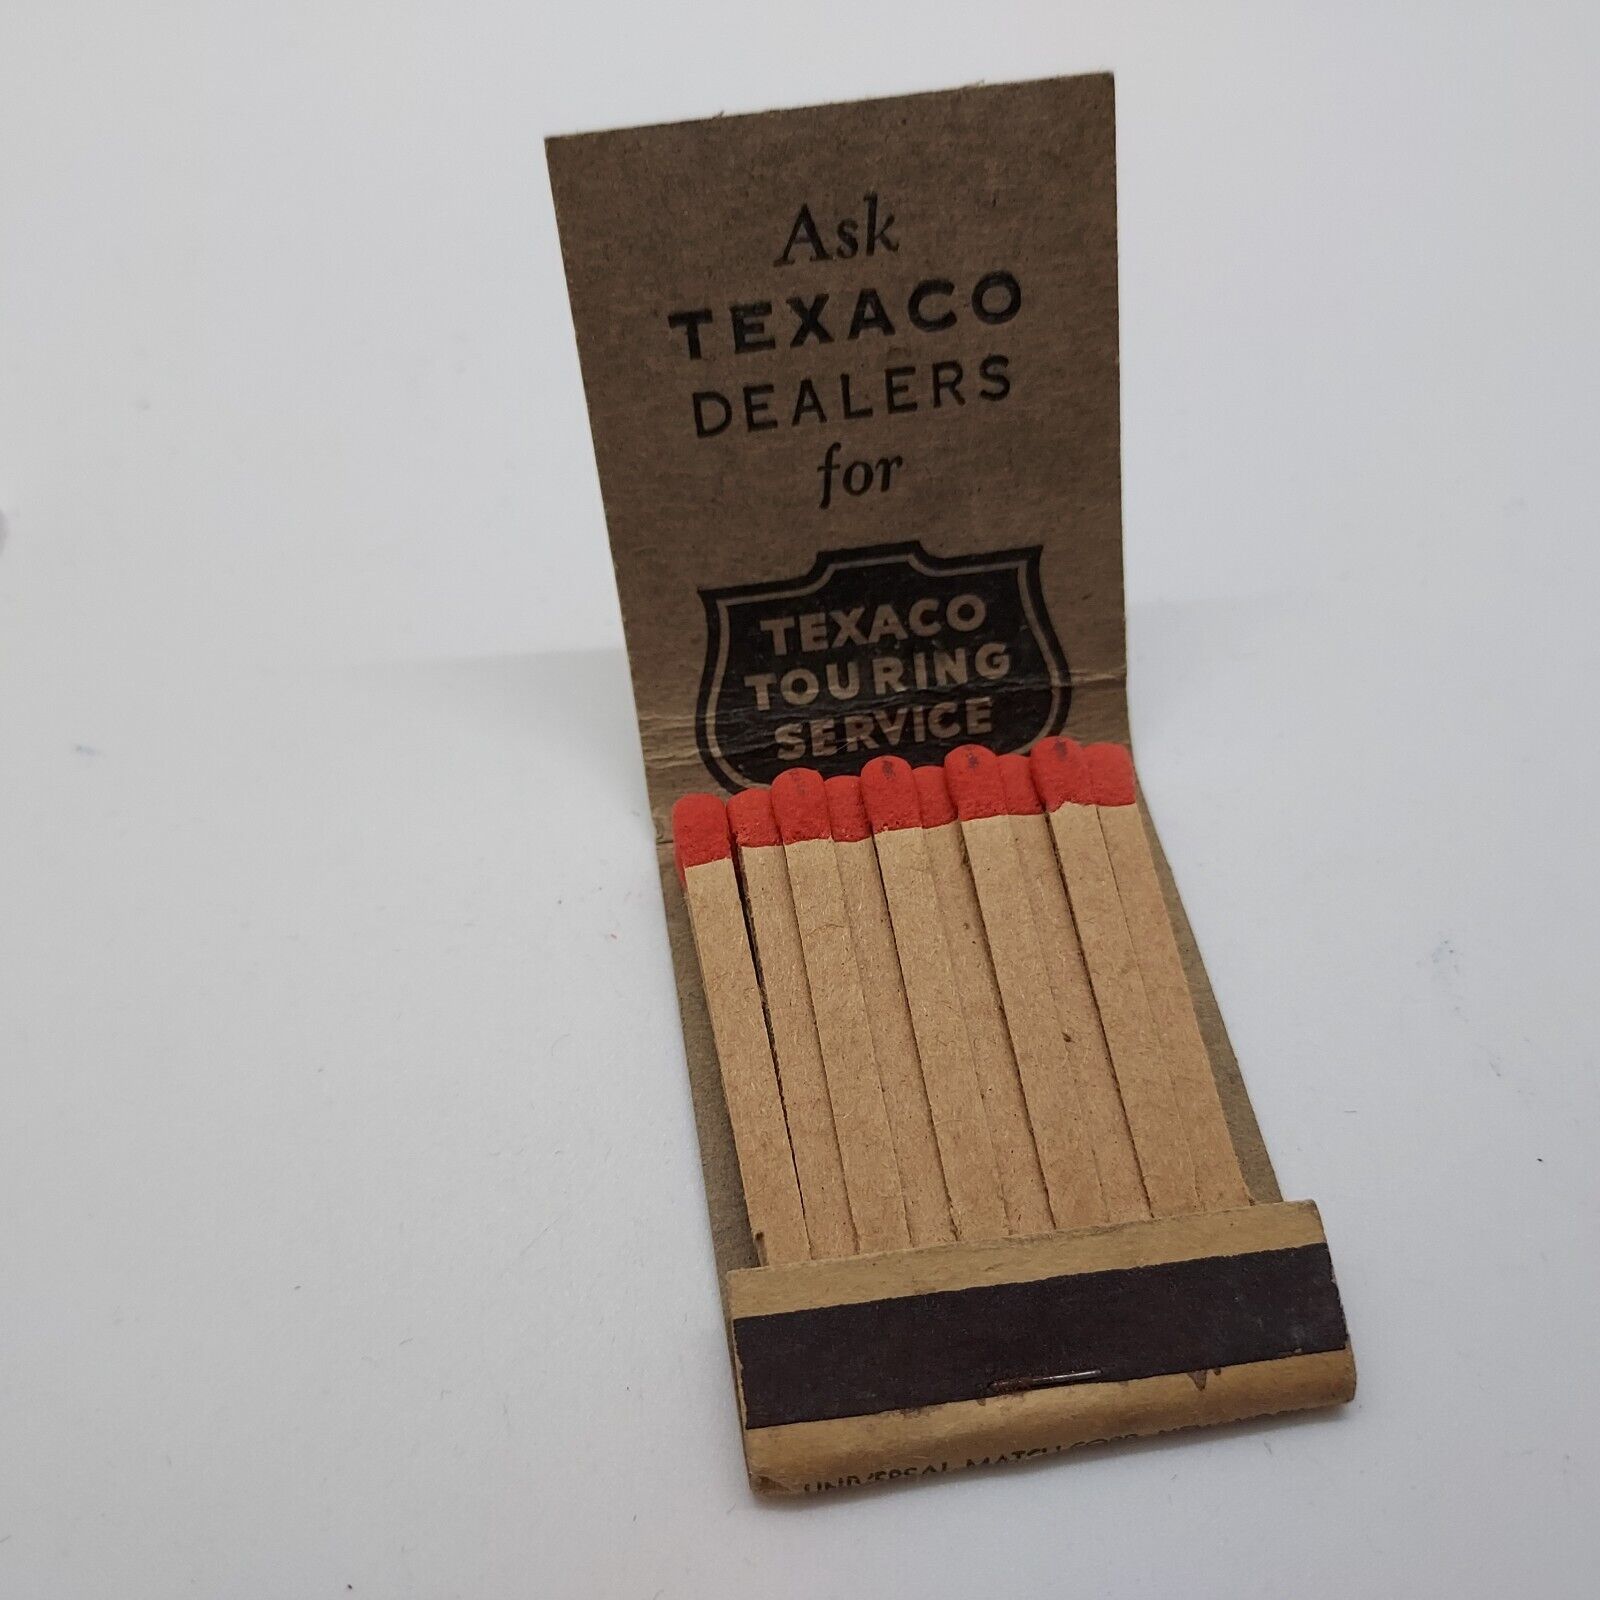 Ask
TEXACO
DEALERS
for
TEXACO
TOURING
SERVICE
UNIVERSAL MATCH CORP.